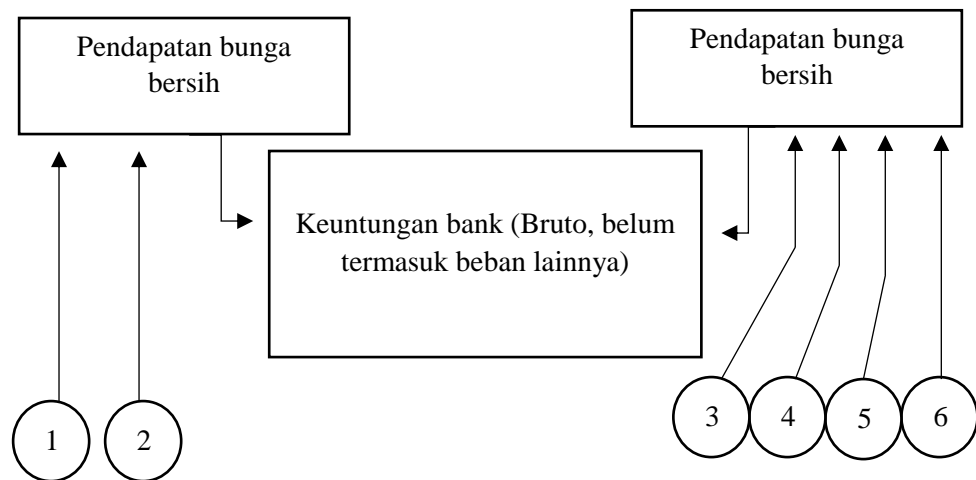 Pendapatan bunga
bersih
Pendapatan bunga
bersih
Keuntungan bank (Bruto, belum
termasuk beban lainnya)
1
2
3
4
5
6